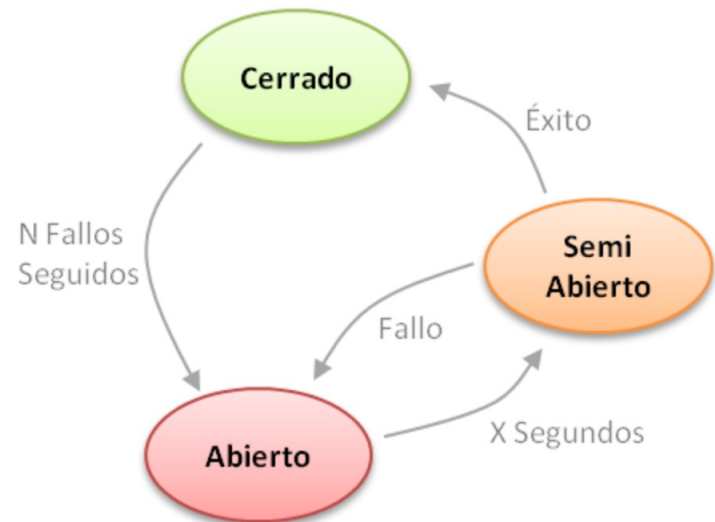 Cerrado
Éxito
N Fallos
Seguidos
Semi
Abierto
Fallo
X Segundos
Abierto